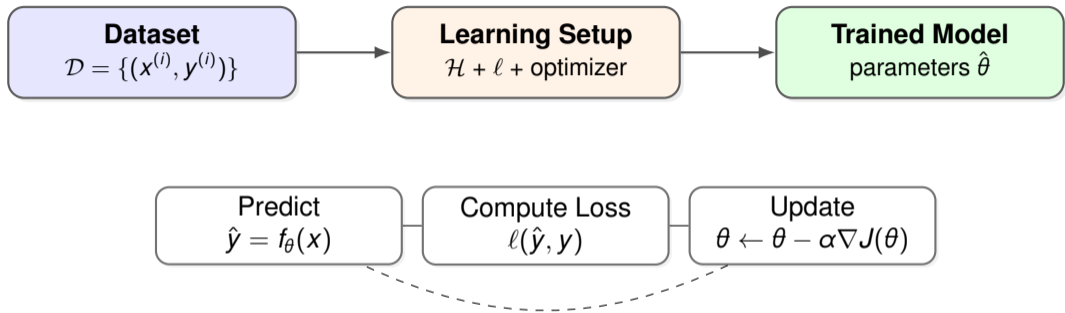 Dataset
𝒟 = {(x⁽ⁱ⁾, y⁽ⁱ⁾)}
Learning Setup
ℋ + ℓ + optimizer
Trained Model
parameters θ̂
Predict
ŷ = f_θ(x)
Compute Loss
ℓ(ŷ, y)
Update
θ ← θ − α∇J(θ)